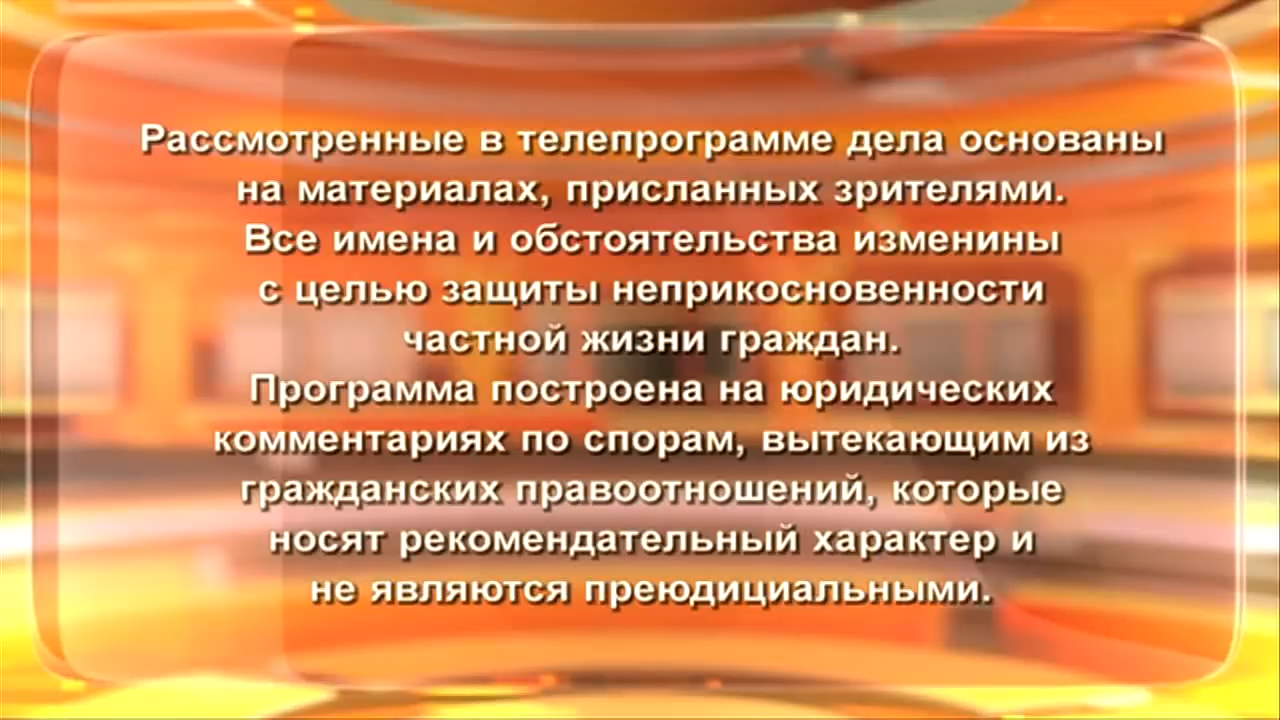 Рассмотренные в телепрограмме дела основаны
на материалах, присланных зрителями.
Все имена и обстоятельства изменины
с целью защиты неприкосновенности
частной жизни граждан.
Программа построена на юридических
комментариях по спорам, вытекающим из
гражданских правоотношений, которые
носят рекомендательный характер и
не являются преюдициальными.